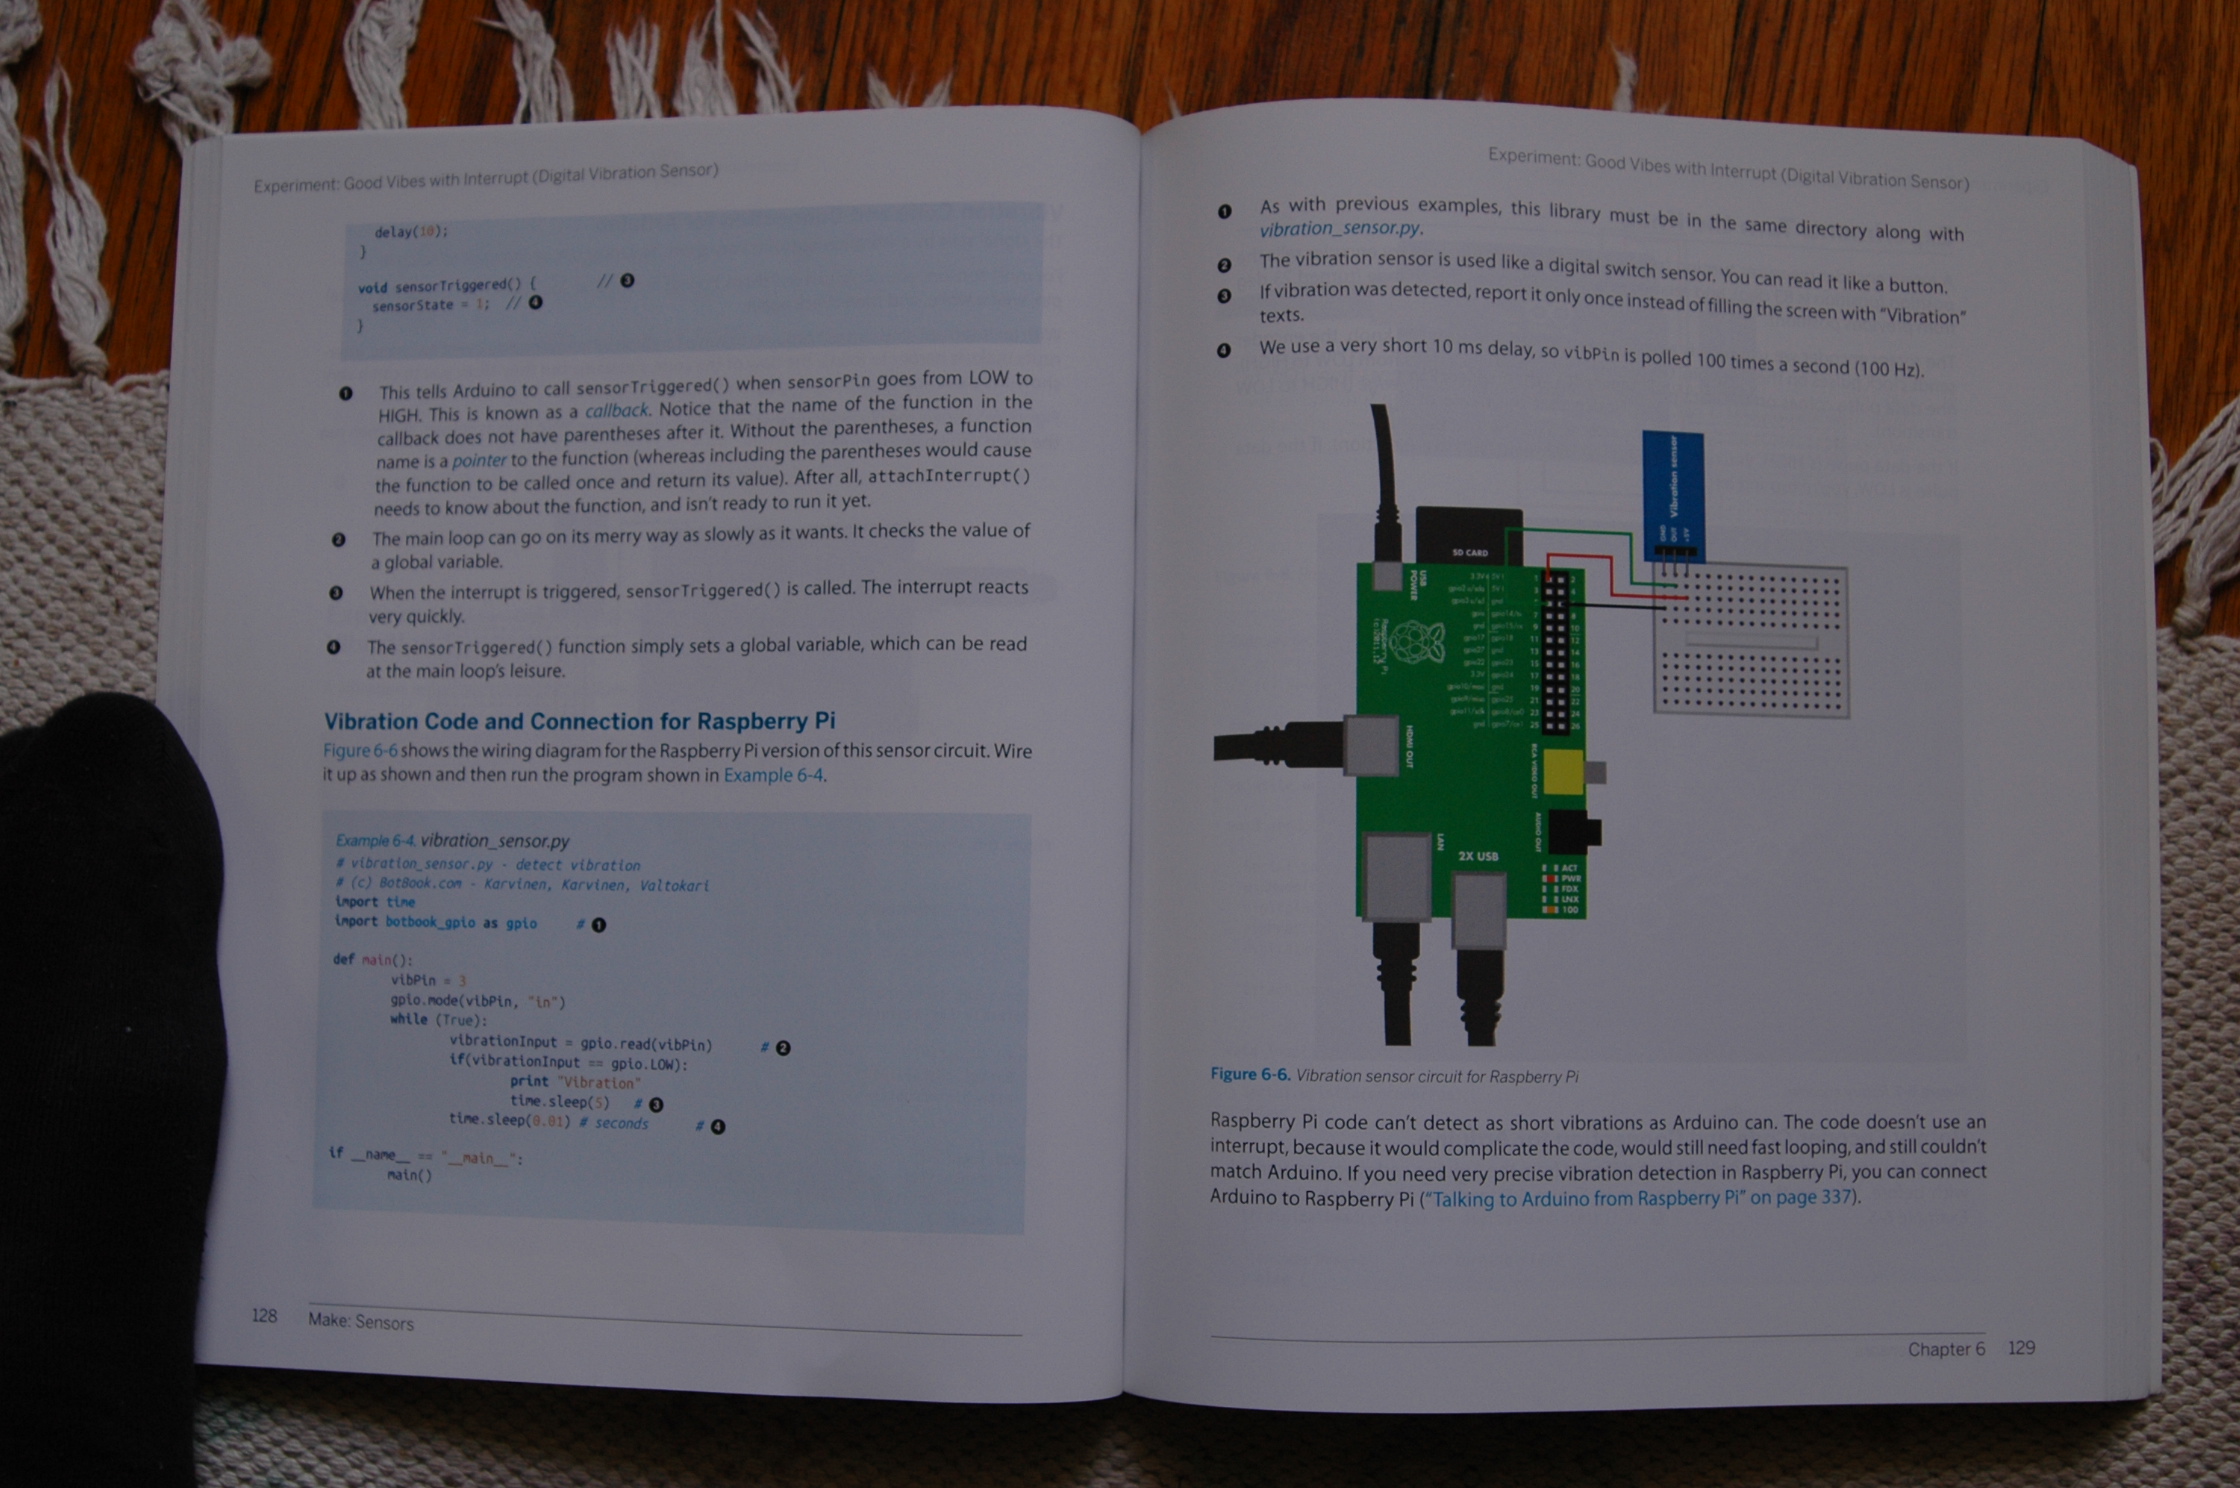 Experiment: Good Vibes with Interrupt (Digital Vibration Sensor)
delay(10);
}
void sensorTriggered() { // ❸
sensorState = 1; // ❹
}
❶ This tells Arduino to call sensorTriggered() when sensorPin goes from LOW to
HIGH. This is known as a callback. Notice that the name of the function in the
callback does not have parentheses after it. Without the parentheses, a function
name is a pointer to the function (whereas including the parentheses would cause
the function to be called once and return its value). After all, attachInterrupt()
needs to know about the function, and isn't ready to run it yet.
❷ The main loop can go on its merry way as slowly as it wants. It checks the value of
a global variable.
❸ When the interrupt is triggered, sensorTriggered() is called. The interrupt reacts
very quickly.
❹ The sensorTriggered() function simply sets a global variable, which can be read
at the main loop's leisure.
Vibration Code and Connection for Raspberry Pi
Figure 6-6 shows the wiring diagram for the Raspberry Pi version of this sensor circuit. Wire
it up as shown and then run the program shown in Example 6-4.
Example 6-4. vibration_sensor.py
# vibration_sensor.py - detect vibration
# (c) BotBook.com - Karvinen, Karvinen, Valtokari
import time
import botbook_gpio as gpio # ❶
def main():
vibPin = 3
gpio.mode(vibPin, "in")
while (True):
vibrationInput = gpio.read(vibPin) # ❷
if(vibrationInput == gpio.LOW):
print "Vibration"
time.sleep(5) # ❸
time.sleep(0.01) # seconds # ❹
if __name__ == "__main__":
main()
128 Make: Sensors
Experiment: Good Vibes with Interrupt (Digital Vibration Sensor)
❶ As with previous examples, this library must be in the same directory along with
vibration_sensor.py.
❷ The vibration sensor is used like a digital switch sensor. You can read it like a button.
❸ If vibration was detected, report it only once instead of filling the screen with "Vibration"
texts.
❹ We use a very short 10 ms delay, so vibPin is polled 100 times a second (100 Hz).
Vibration sensor
GND OUT +5V
SD CARD
USB
POWER
Raspberry Pi
(c)2011.12
HDMI OUT
LAN
2X USB
RCA VIDEO OUT
AUDIO OUT
ACT
PWR
FDX
LNX
100
Figure 6-6. Vibration sensor circuit for Raspberry Pi
Raspberry Pi code can't detect as short vibrations as Arduino can. The code doesn't use an
interrupt, because it would complicate the code, would still need fast looping, and still couldn't
match Arduino. If you need very precise vibration detection in Raspberry Pi, you can connect
Arduino to Raspberry Pi ("Talking to Arduino from Raspberry Pi" on page 337).
Chapter 6 129